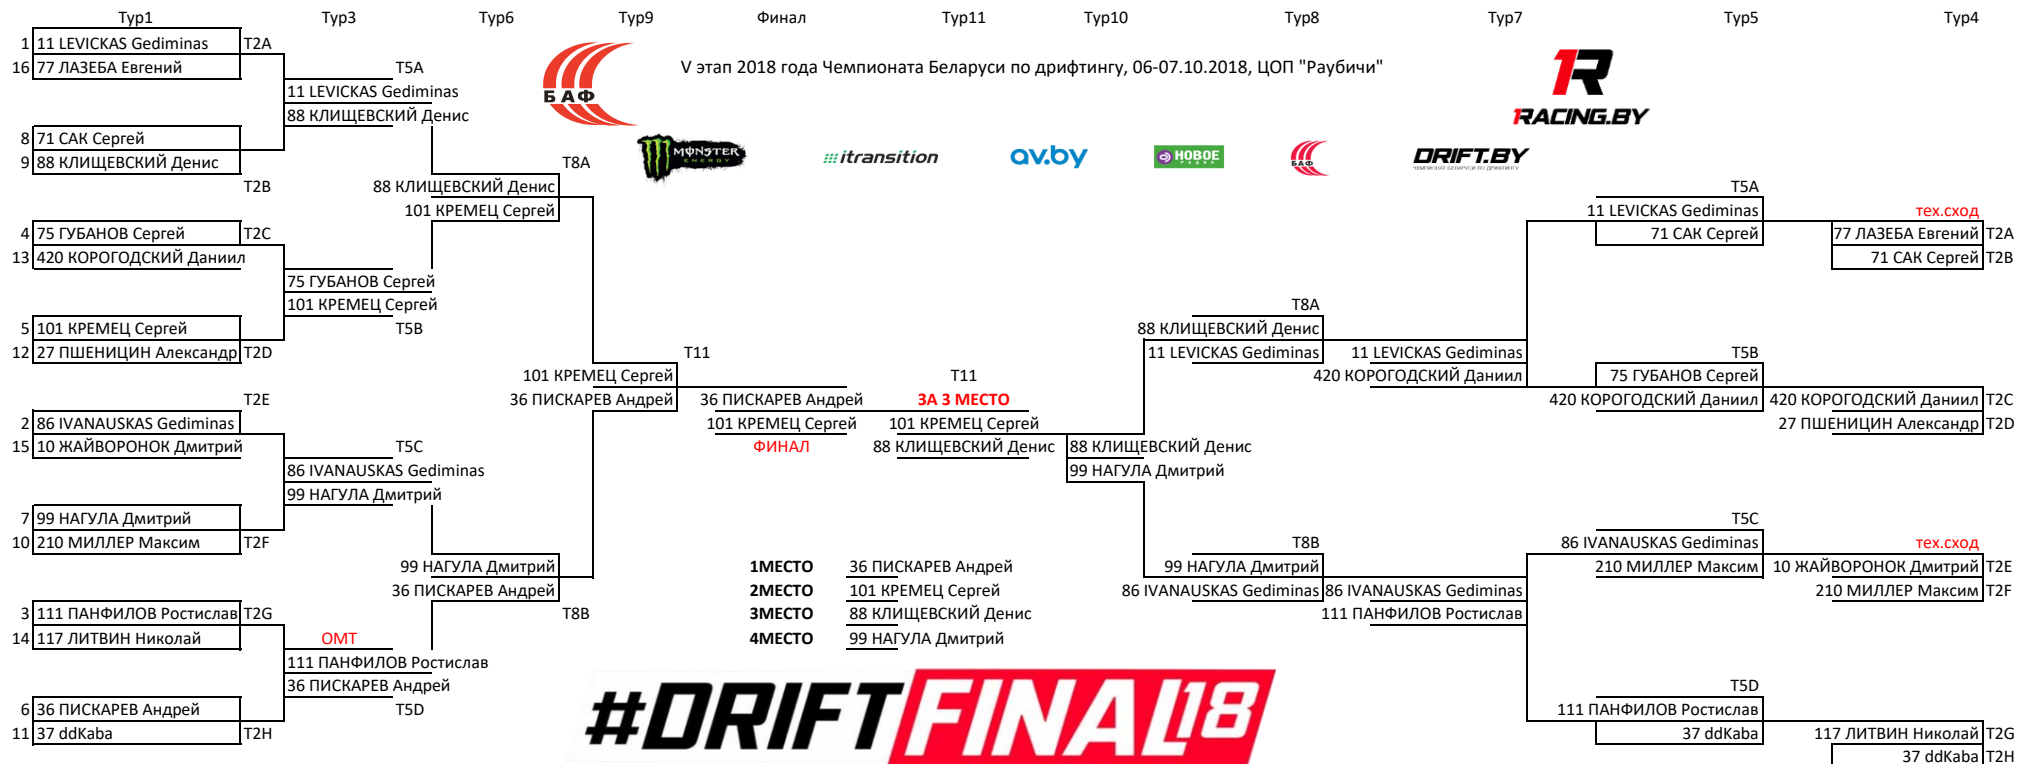 Тур1 Тур3 Тур6 Тур9 Финал Тур11 Тур10 Тур8 Тур7 Тур5 Тур4
V этап 2018 года Чемпионата Беларуси по дрифтингу, 06-07.10.2018, ЦОП "Раубичи"
БАФ
1R
1RACING.BY
MONSTER
ENERGY
itransition
av.by
НОВОЕ
РАДИО
БАФ
DRIFT.BY
ЧЕМПИОНАТ БЕЛАРУСИ ПО ДРИФТИНГУ
1 11 LEVICKAS Gediminas T2A
16 77 ЛАЗЕБА Евгений
8 71 САК Сергей
9 88 КЛИЩЕВСКИЙ Денис
T2B
4 75 ГУБАНОВ Сергей T2C
13 420 КОРОГОДСКИЙ Даниил
5 101 КРЕМЕЦ Сергей
12 27 ПШЕНИЦИН Александр T2D
T2E
2 86 IVANAUSKAS Gediminas
15 10 ЖАЙВОРОНОК Дмитрий
7 99 НАГУЛА Дмитрий
10 210 МИЛЛЕР Максим T2F
3 111 ПАНФИЛОВ Ростислав T2G
14 117 ЛИТВИН Николай
6 36 ПИСКАРЕВ Андрей
11 37 ddKaba T2H
T5A
11 LEVICKAS Gediminas
88 КЛИЩЕВСКИЙ Денис
75 ГУБАНОВ Сергей
101 КРЕМЕЦ Сергей
T5B
T5C
86 IVANAUSKAS Gediminas
99 НАГУЛА Дмитрий
ОМТ
111 ПАНФИЛОВ Ростислав
36 ПИСКАРЕВ Андрей
T5D
T8A
88 КЛИЩЕВСКИЙ Денис
101 КРЕМЕЦ Сергей
99 НАГУЛА Дмитрий
36 ПИСКАРЕВ Андрей
T8B
T11
101 КРЕМЕЦ Сергей
36 ПИСКАРЕВ Андрей
36 ПИСКАРЕВ Андрей
101 КРЕМЕЦ Сергей
ФИНАЛ
T11
ЗА 3 МЕСТО
101 КРЕМЕЦ Сергей
88 КЛИЩЕВСКИЙ Денис
88 КЛИЩЕВСКИЙ Денис
99 НАГУЛА Дмитрий
T8A
88 КЛИЩЕВСКИЙ Денис
11 LEVICKAS Gediminas
T8B
99 НАГУЛА Дмитрий
86 IVANAUSKAS Gediminas
11 LEVICKAS Gediminas
420 КОРОГОДСКИЙ Даниил
86 IVANAUSKAS Gediminas
111 ПАНФИЛОВ Ростислав
T5A
11 LEVICKAS Gediminas
71 САК Сергей
T5B
75 ГУБАНОВ Сергей
420 КОРОГОДСКИЙ Даниил
T5C
86 IVANAUSKAS Gediminas
210 МИЛЛЕР Максим
T5D
111 ПАНФИЛОВ Ростислав
37 ddKaba
тех.сход
77 ЛАЗЕБА Евгений T2A
71 САК Сергей T2B
420 КОРОГОДСКИЙ Даниил T2C
27 ПШЕНИЦИН Александр T2D
тех.сход
10 ЖАЙВОРОНОК Дмитрий T2E
210 МИЛЛЕР Максим T2F
117 ЛИТВИН Николай T2G
37 ddKaba T2H
1МЕСТО 36 ПИСКАРЕВ Андрей
2МЕСТО 101 КРЕМЕЦ Сергей
3МЕСТО 88 КЛИЩЕВСКИЙ Денис
4МЕСТО 99 НАГУЛА Дмитрий
#DRIFTFINAL18